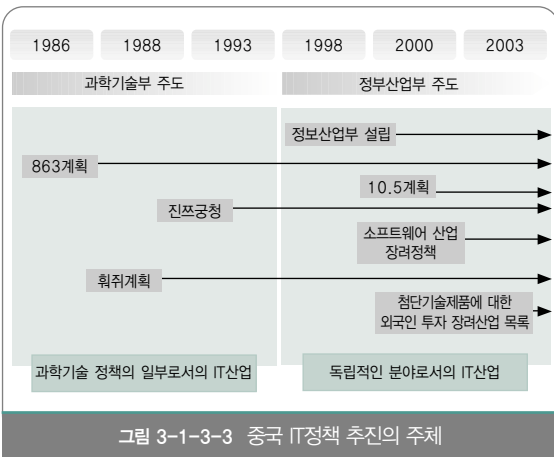 1986 1988 1993 1998 2000 2003
과학기술부 주도 정부산업부 주도
정보산업부 설립
863계획
10.5계획
진쯔궁청
소프트웨어 산업
장려정책
훠쥐계획
첨단기술제품에 대한
외국인 투자 장려산업 목록
과학기술 정책의 일부로서의 IT산업 독립적인 분야로서의 IT산업
그림 3-1-3-3 중국 IT정책 추진의 주체